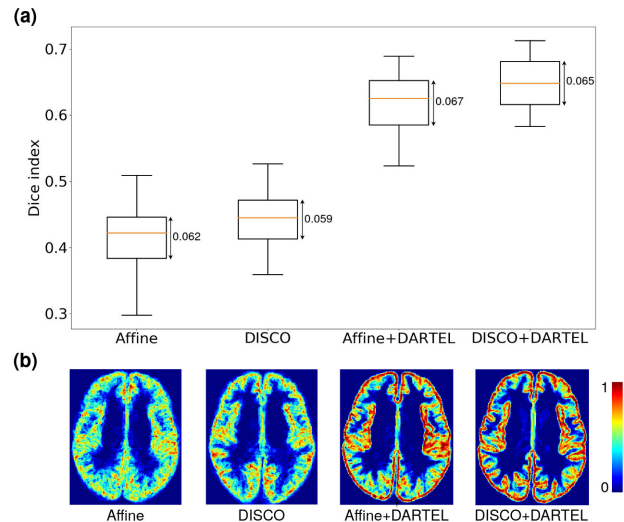 (a)
Dice index
0.7
0.6
0.5
0.4
0.3
0.062
0.059
0.067
0.065
Affine DISCO Affine+DARTEL DISCO+DARTEL
(b)
1
0
Affine DISCO Affine+DARTEL DISCO+DARTEL